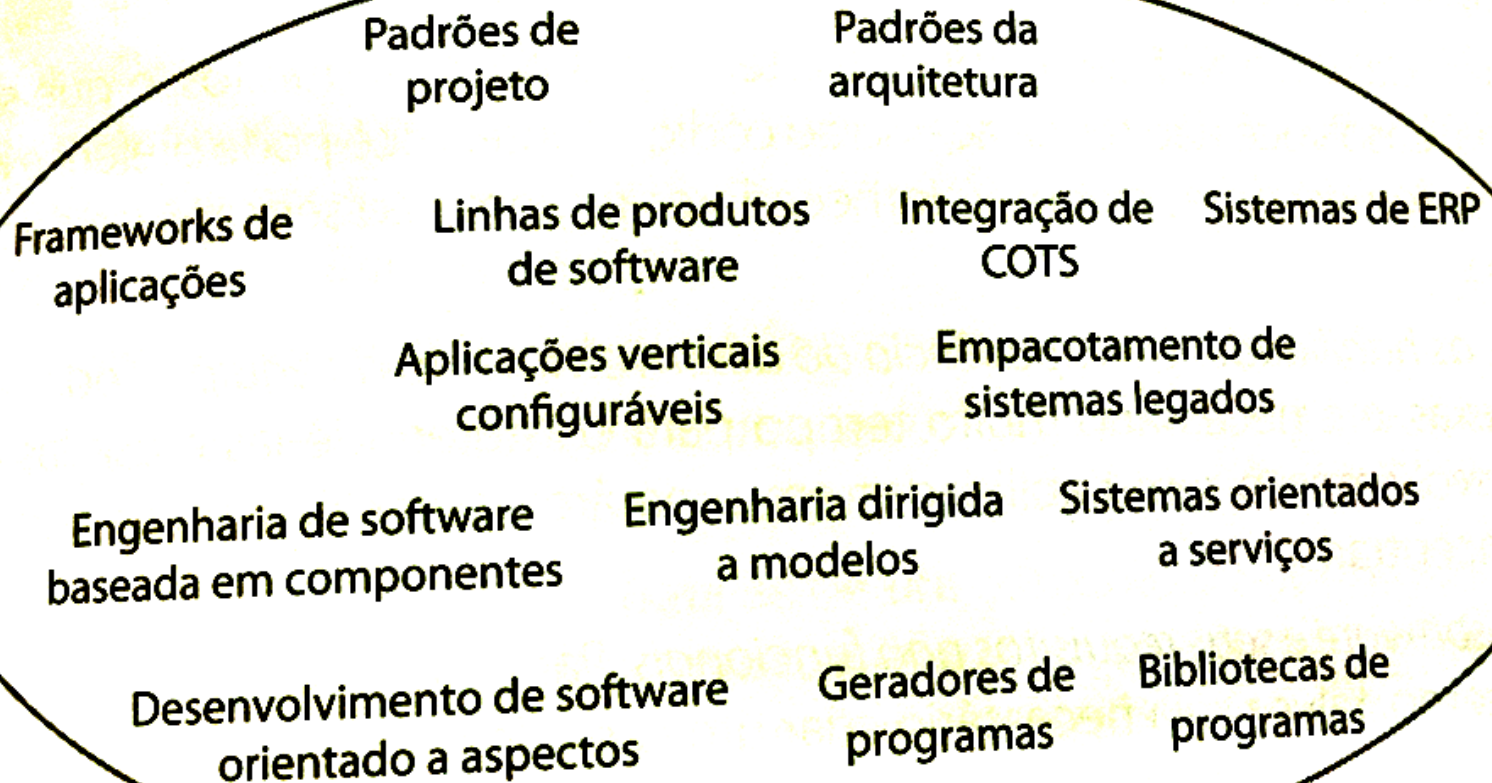 Padrões de
projeto
Padrões da
arquitetura
Frameworks de
aplicações
Linhas de produtos
de software
Integração de
COTS
Sistemas de ERP
Aplicações verticais
configuráveis
Empacotamento de
sistemas legados
Engenharia de software
baseada em componentes
Engenharia dirigida
a modelos
Sistemas orientados
a serviços
Desenvolvimento de software
orientado a aspectos
Geradores de
programas
Bibliotecas de
programas